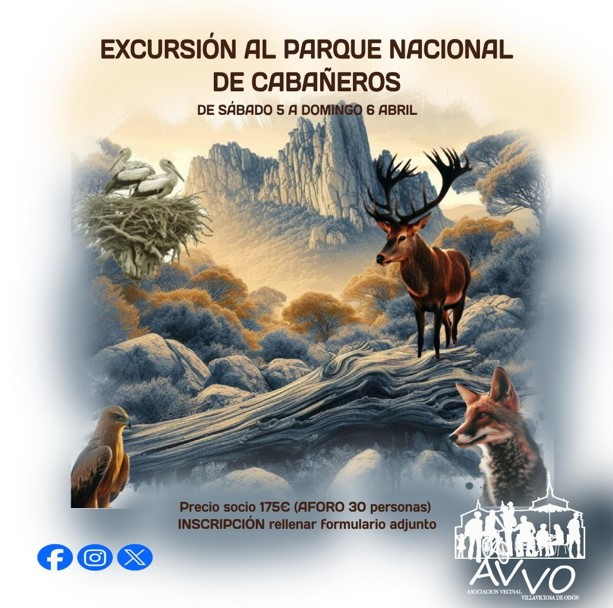 EXCURSIÓN AL PARQUE NACIONAL
DE CABAÑEROS
DE SÁBADO 5 A DOMINGO 6 ABRIL
Precio socio 175€ (AFORO 30 personas)
INSCRIPCIÓN rellenar formulario adjunto
AVVO
ASOCIACION VECINAL
VILLAVICIOSA DE ODÓN